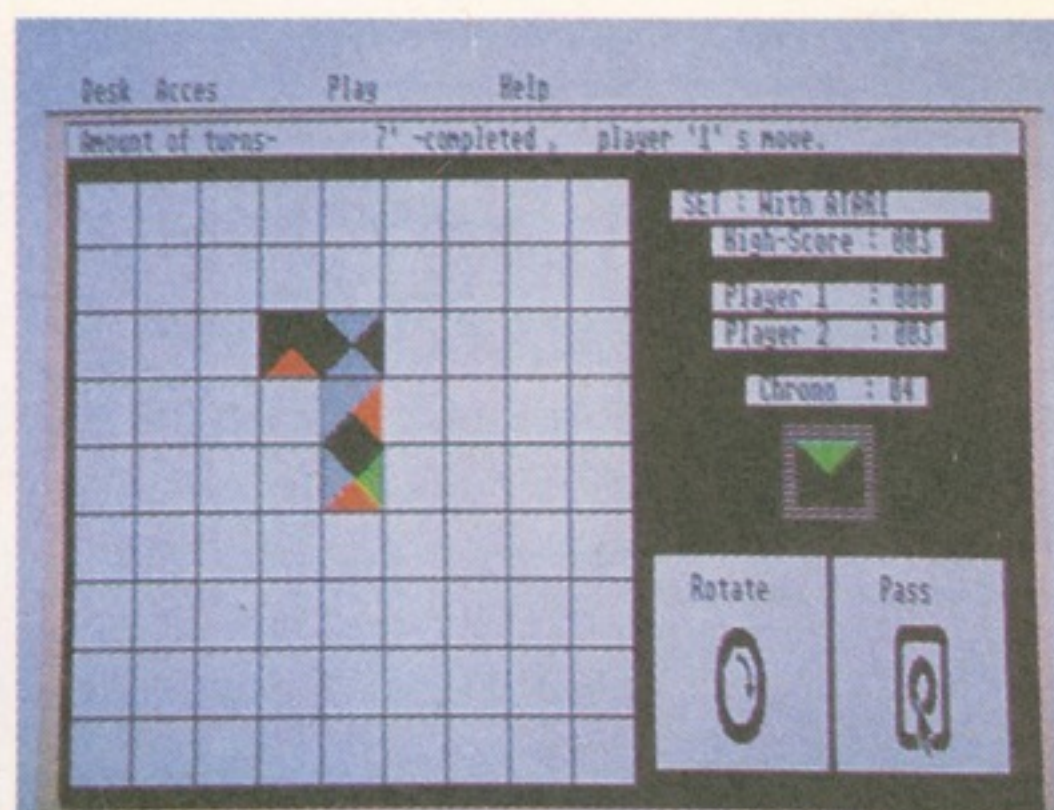 Desk Acces Play Help
Amount of turns- 7' -completed , player '1' s move.
SET : With ATARI
High-Score : 003
Player 1 : 000
Player 2 : 003
Chromo : 04
Rotate Pass